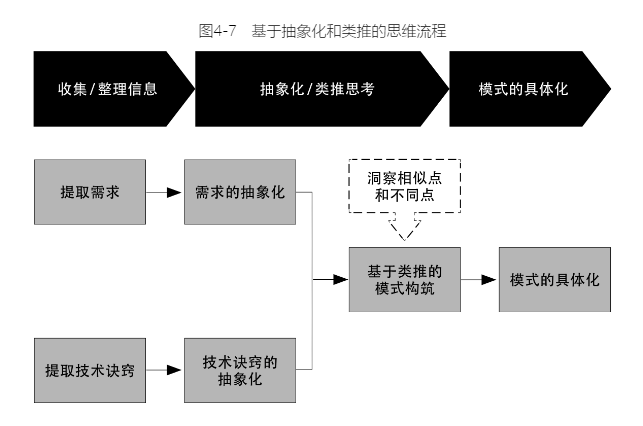 图4-7 基于抽象化和类推的思维流程
收集/整理信息
抽象化/类推思考
模式的具体化
提取需求
需求的抽象化
洞察相似点
和不同点
基于类推的
模式构筑
模式的具体化
提取技术诀窍
技术诀窍的
抽象化